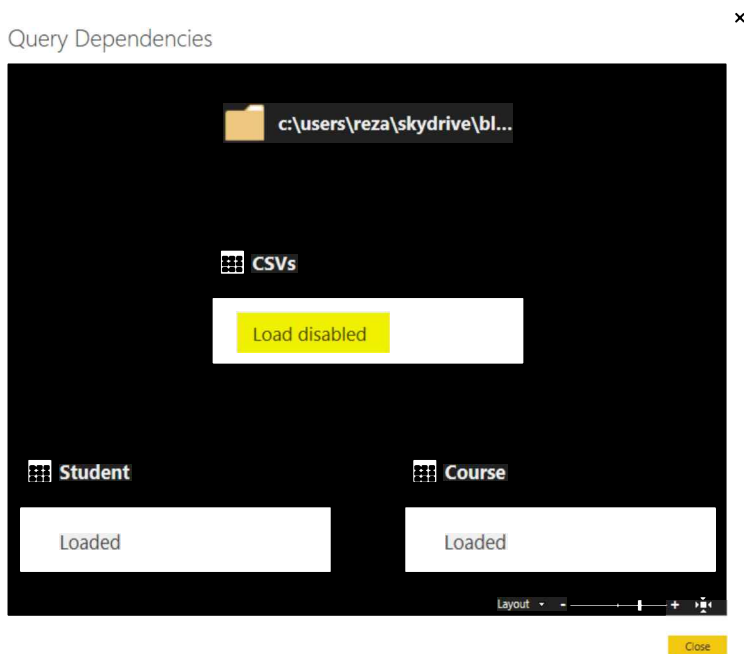 Query Dependencies
c:\users\reza\skydrive\bl...
CSVs
Load disabled
Student
Course
Loaded
Loaded
Layout
Close